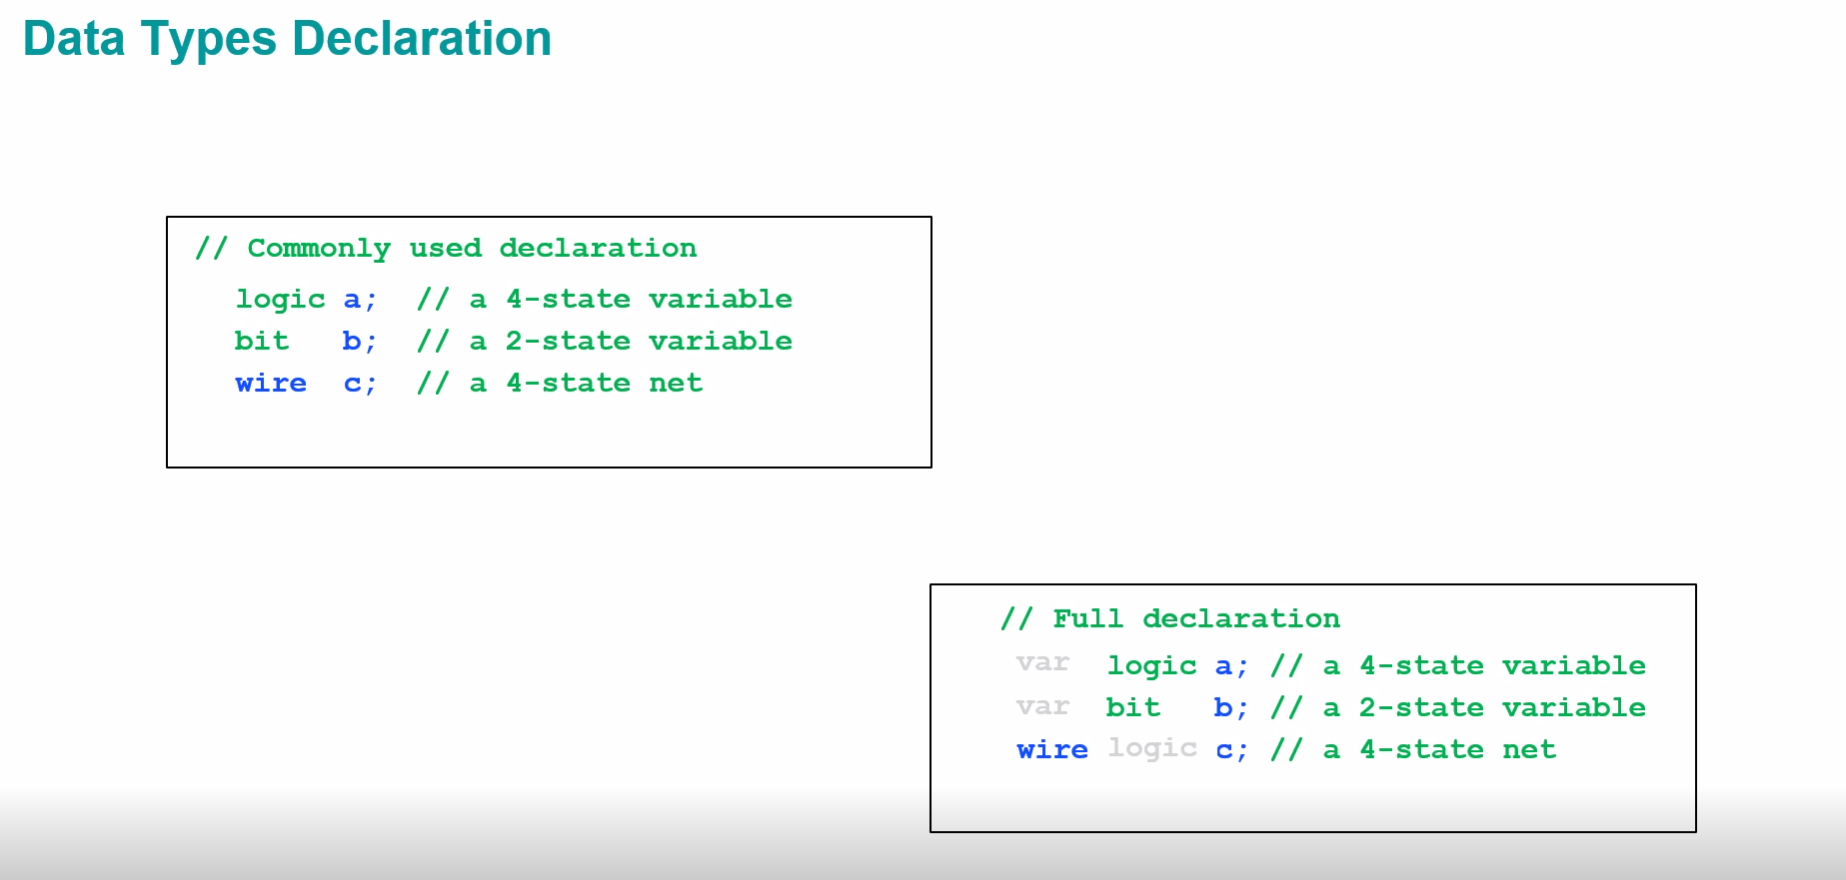 Data Types Declaration
// Commonly used declaration
logic a;  // a 4-state variable
bit   b;  // a 2-state variable
wire  c;  // a 4-state net
// Full declaration
var  logic a; // a 4-state variable
var  bit   b; // a 2-state variable
wire logic c; // a 4-state net